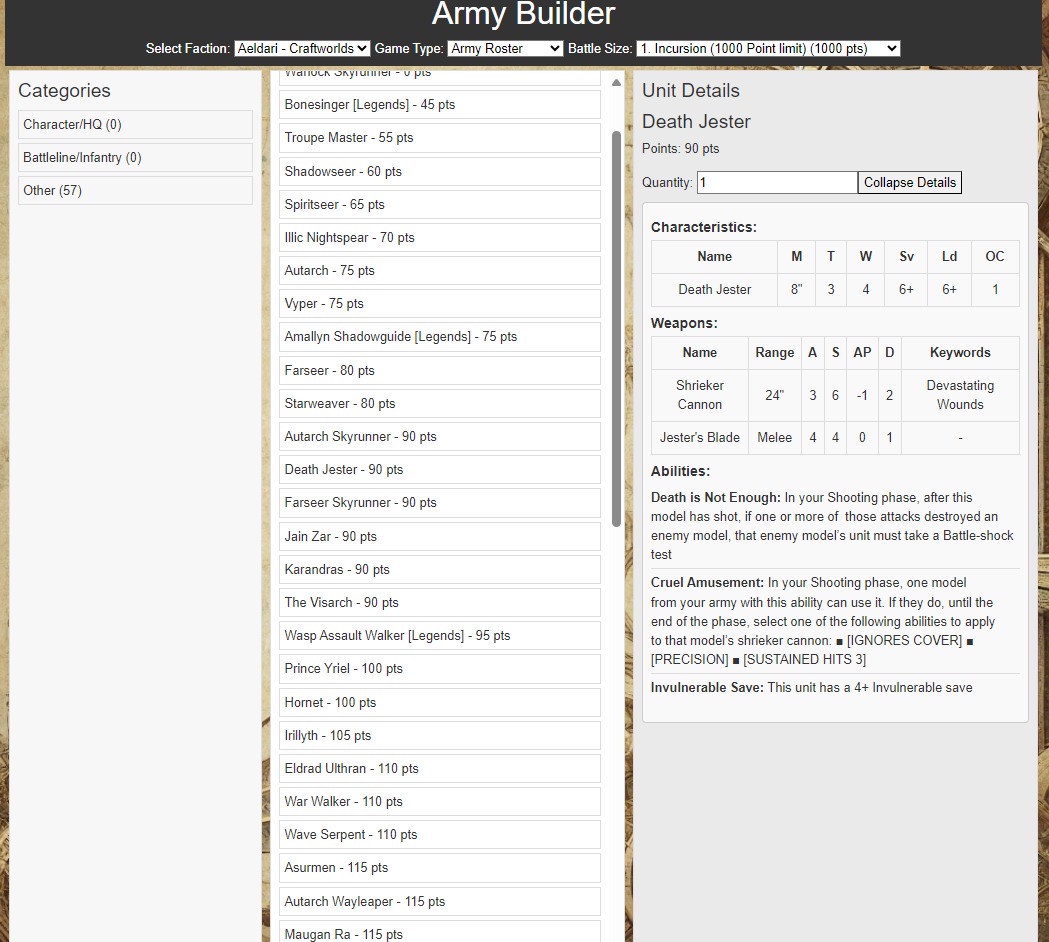 Army Builder
Select Faction: Aeldari - Craftworlds Game Type: Army Roster Battle Size: 1. Incursion (1000 Point limit) (1000 pts)
Categories
Character/HQ (0)
Battleline/Infantry (0)
Other (57)
Warlock Skyrunner - 0 pts
Bonesinger [Legends] - 45 pts
Troupe Master - 55 pts
Shadowseer - 60 pts
Spiritseer - 65 pts
Illic Nightspear - 70 pts
Autarch - 75 pts
Vyper - 75 pts
Amallyn Shadowguide [Legends] - 75 pts
Farseer - 80 pts
Starweaver - 80 pts
Autarch Skyrunner - 90 pts
Death Jester - 90 pts
Farseer Skyrunner - 90 pts
Jain Zar - 90 pts
Karandras - 90 pts
The Visarch - 90 pts
Wasp Assault Walker [Legends] - 95 pts
Prince Yriel - 100 pts
Hornet - 100 pts
Irillyth - 105 pts
Eldrad Ulthran - 110 pts
War Walker - 110 pts
Wave Serpent - 110 pts
Asurmen - 115 pts
Autarch Wayleaper - 115 pts
Maugan Ra - 115 pts
Unit Details
Death Jester
Points: 90 pts
Quantity: 1 Collapse Details
Characteristics:
Name M T W Sv Ld OC
Death Jester 8" 3 4 6+ 6+ 1
Weapons:
Name Range A S AP D Keywords
Shrieker Cannon 24" 3 6 -1 2 Devastating Wounds
Jester's Blade Melee 4 4 0 1 -
Abilities:
Death is Not Enough: In your Shooting phase, after this
model has shot, if one or more of those attacks destroyed an
enemy model, that enemy model's unit must take a Battle-shock
test
Cruel Amusement: In your Shooting phase, one model
from your army with this ability can use it. If they do, until the
end of the phase, select one of the following abilities to apply
to that model's shrieker cannon: ■ [IGNORES COVER] ■
[PRECISION] ■ [SUSTAINED HITS 3]
Invulnerable Save: This unit has a 4+ Invulnerable save